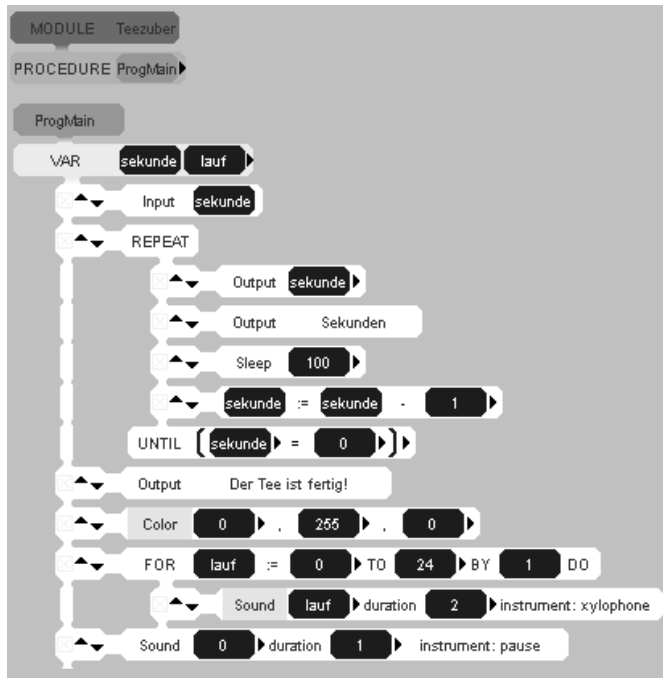 MODULE Teezuber
PROCEDURE ProgMain
ProgMain
VAR sekunde lauf
Input sekunde
REPEAT
Output sekunde
Output Sekunden
Sleep 100
sekunde := sekunde - 1
UNTIL ( sekunde = 0 )
Output Der Tee ist fertig!
Color 0 , 255 , 0
FOR lauf := 0 TO 24 BY 1 DO
Sound lauf duration 2 instrument: xylophone
Sound 0 duration 1 instrument: pause